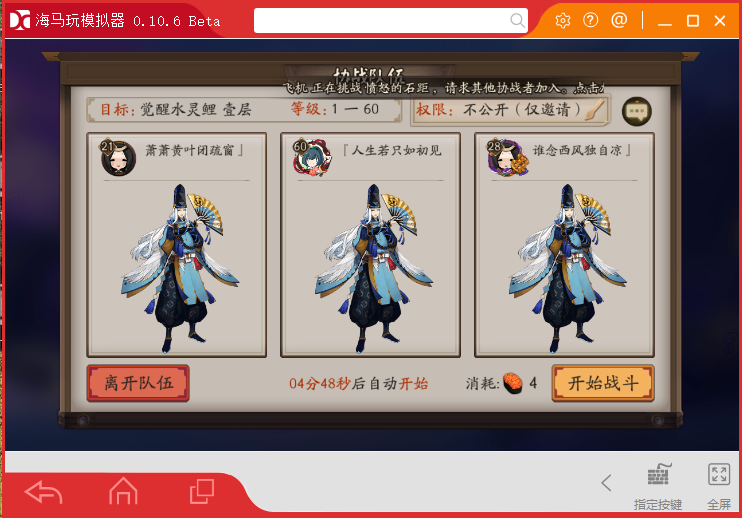 海马玩模拟器 0.10.6 Beta
协战队伍
飞机 正在挑战 愤怒的石距，请求其他协战者加入。点击
目标：觉醒水灵鲤 壹层
等级：1 一 60
权限：不公开（仅邀请）
21
萧萧黄叶闭疏窗」
60
『人生若只如初见
28
谁念西风独自凉』
离开队伍
04分48秒后自动开始
消耗: 4
开始战斗
指定按键
全屏